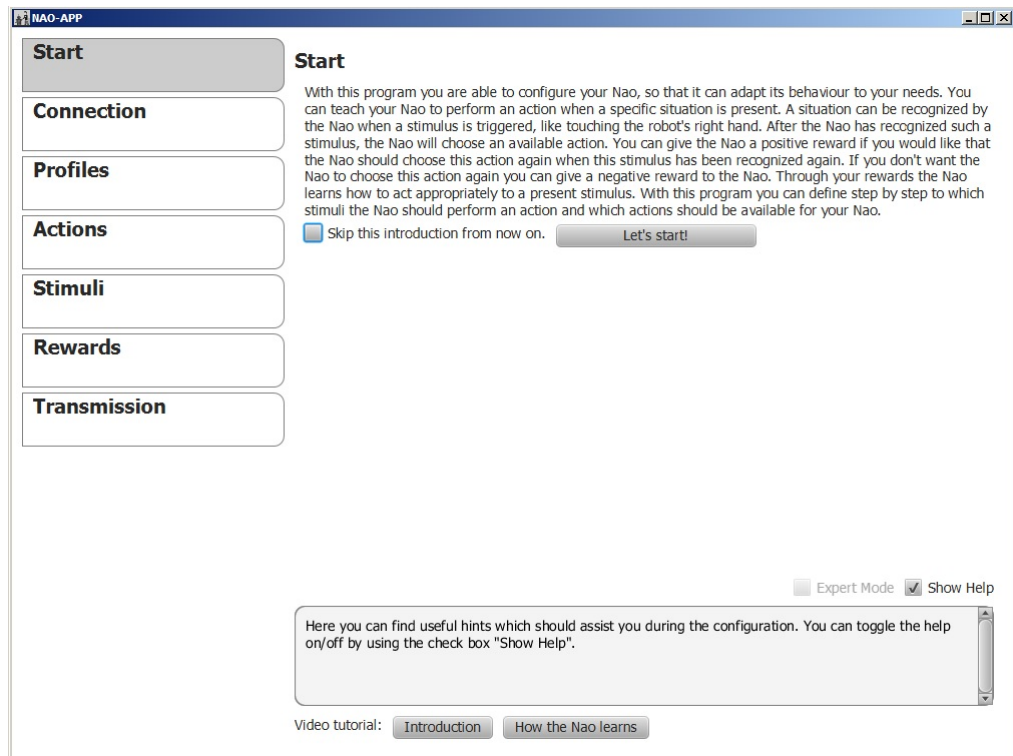 NAO-APP
Start
Connection
Profiles
Actions
Stimuli
Rewards
Transmission
Start
With this program you are able to configure your Nao, so that it can adapt its behaviour to your needs. You
can teach your Nao to perform an action when a specific situation is present. A situation can be recognized by
the Nao when a stimulus is triggered, like touching the robot's right hand. After the Nao has recognized such a
stimulus, the Nao will choose an available action. You can give the Nao a positive reward if you would like that
the Nao should choose this action again when this stimulus has been recognized again. If you don't want the
Nao to choose this action again you can give a negative reward to the Nao. Through your rewards the Nao
learns how to act appropriately to a present stimulus. With this program you can define step by step to which
stimuli the Nao should perform an action and which actions should be available for your Nao.
Skip this introduction from now on. Let's start!
Expert Mode Show Help
Here you can find useful hints which should assist you during the configuration. You can toggle the help
on/off by using the check box "Show Help".
Video tutorial: Introduction How the Nao learns